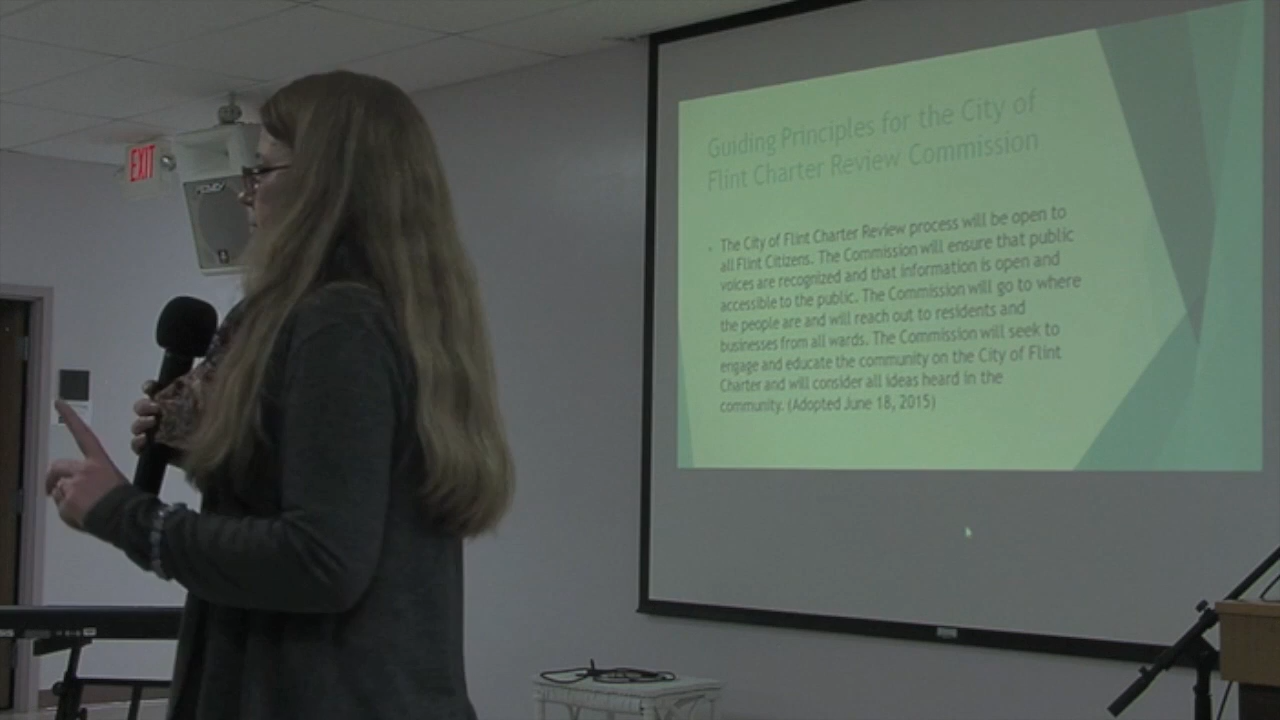 EXIT
PEAVEY
Guiding Principles for the City of
Flint Charter Review Commission
The City of Flint Charter Review process will be open to
all Flint Citizens. The Commission will ensure that public
voices are recognized and that information is open and
accessible to the public. The Commission will go to where
the people are and will reach out to residents and
businesses from all wards. The Commission will seek to
engage and educate the community on the City of Flint
Charter and will consider all ideas heard in the
community. (Adopted June 18, 2015)